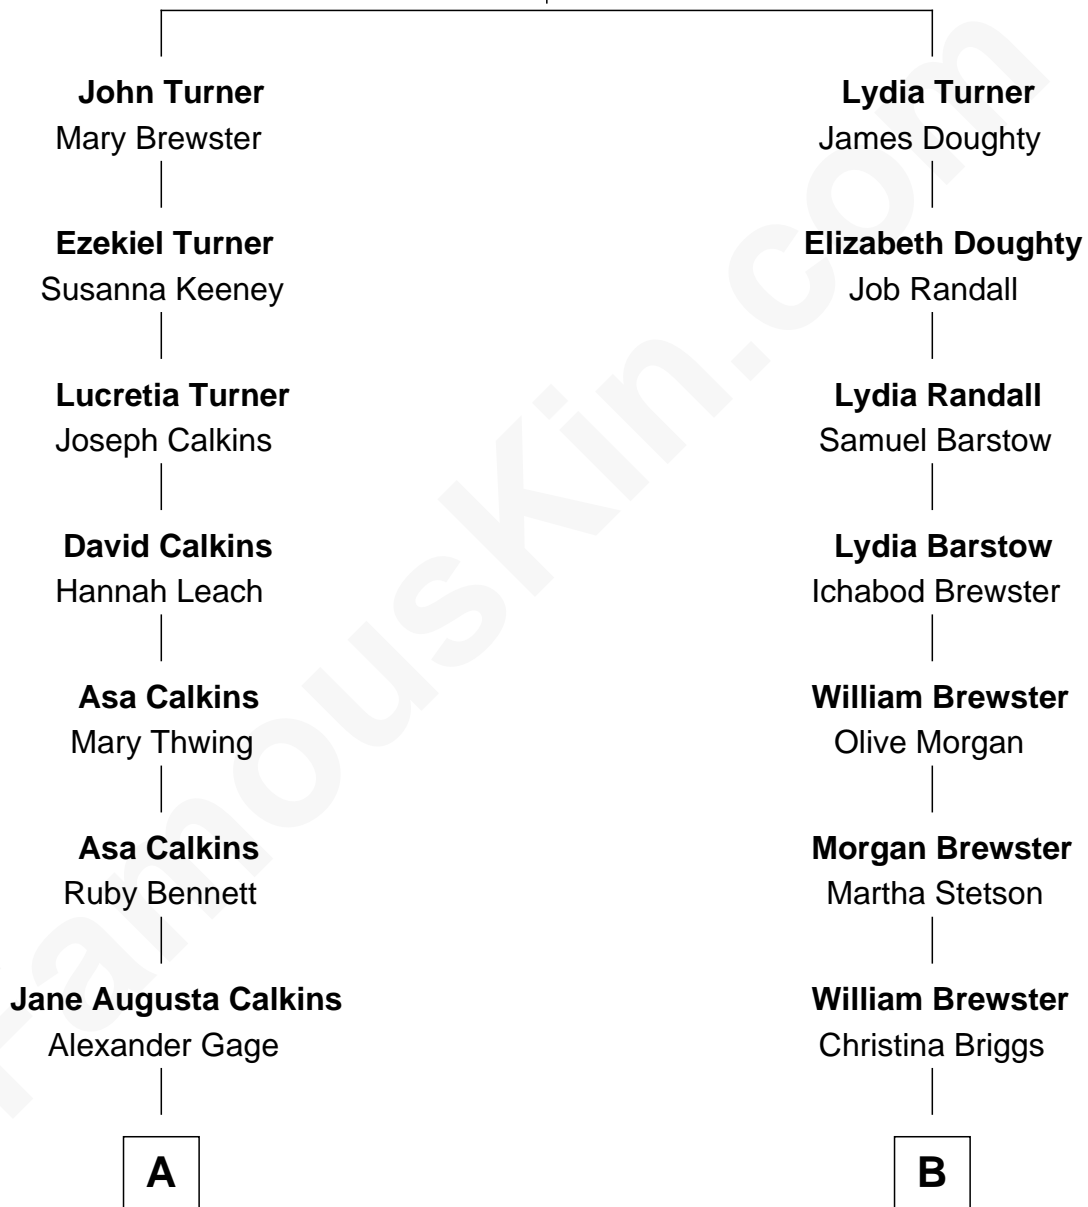 John Turner
Mary Brewster
Ezekiel Turner
Susanna Keeney
Lucretia Turner
Joseph Calkins
David Calkins
Hannah Leach
Asa Calkins
Mary Thwing
Asa Calkins
Ruby Bennett
Jane Augusta Calkins
Alexander Gage
A
Lydia Turner
James Doughty
Elizabeth Doughty
Job Randall
Lydia Randall
Samuel Barstow
Lydia Barstow
Ichabod Brewster
William Brewster
Olive Morgan
Morgan Brewster
Martha Stetson
William Brewster
Christina Briggs
B
FamousKin.com